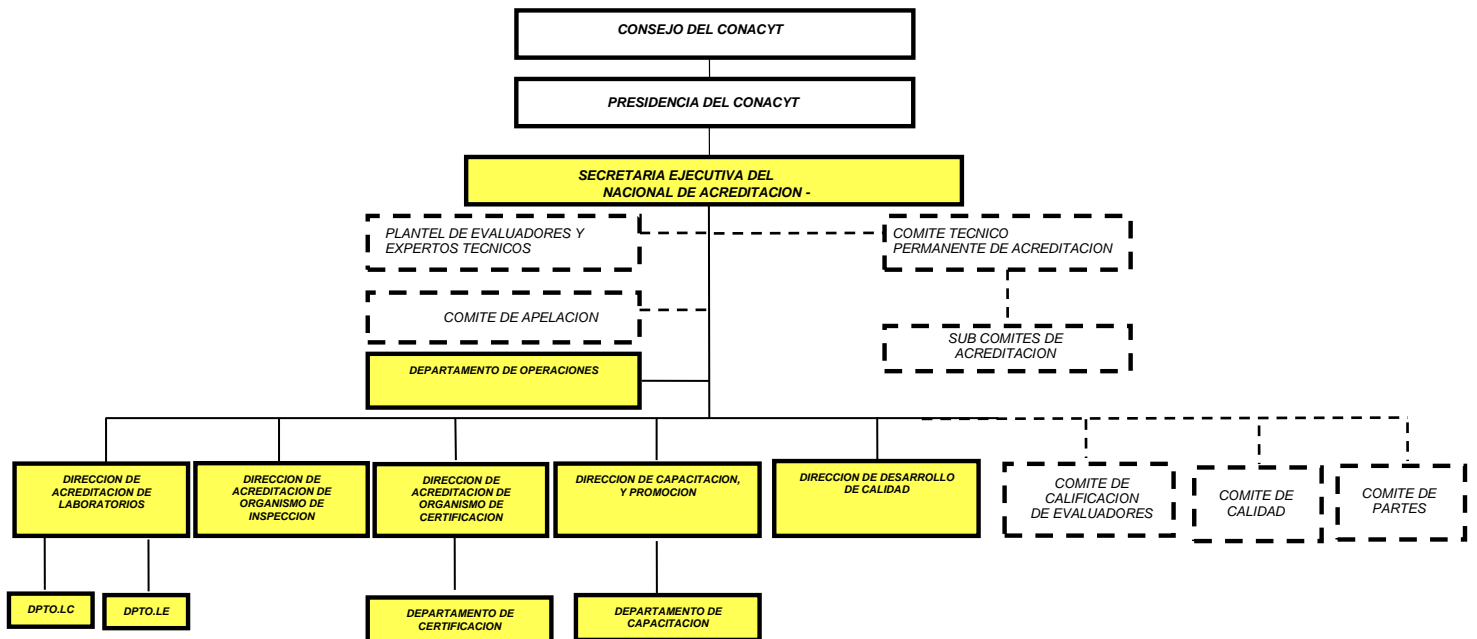 CONSEJO DEL CONACYT
PRESIDENCIA DEL CONACYT
SECRETARIA EJECUTIVA DEL
NACIONAL DE ACREDITACION -
PLANTEL DE EVALUADORES Y
EXPERTOS TECNICOS
COMITE TECNICO
PERMANENTE DE ACREDITACION
COMITE DE APELACION
SUB COMITES DE
ACREDITACION
DEPARTAMENTO DE OPERACIONES
DIRECCION DE
ACREDITACION DE
LABORATORIOS
DIRECCION DE
ACREDITACION DE
ORGANISMO DE
INSPECCION
DIRECCION DE
ACREDITACION DE
ORGANISMO DE
CERTIFICACION
DIRECCION DE CAPACITACION,
Y PROMOCION
DIRECCION DE DESARROLLO
DE CALIDAD
COMITE DE
CALIFICACION
DE EVALUADORES
COMITE DE
CALIDAD
COMITE DE
PARTES
DPTO.LC
DPTO.LE
DEPARTAMENTO DE
CERTIFICACION
DEPARTAMENTO DE
CAPACITACION